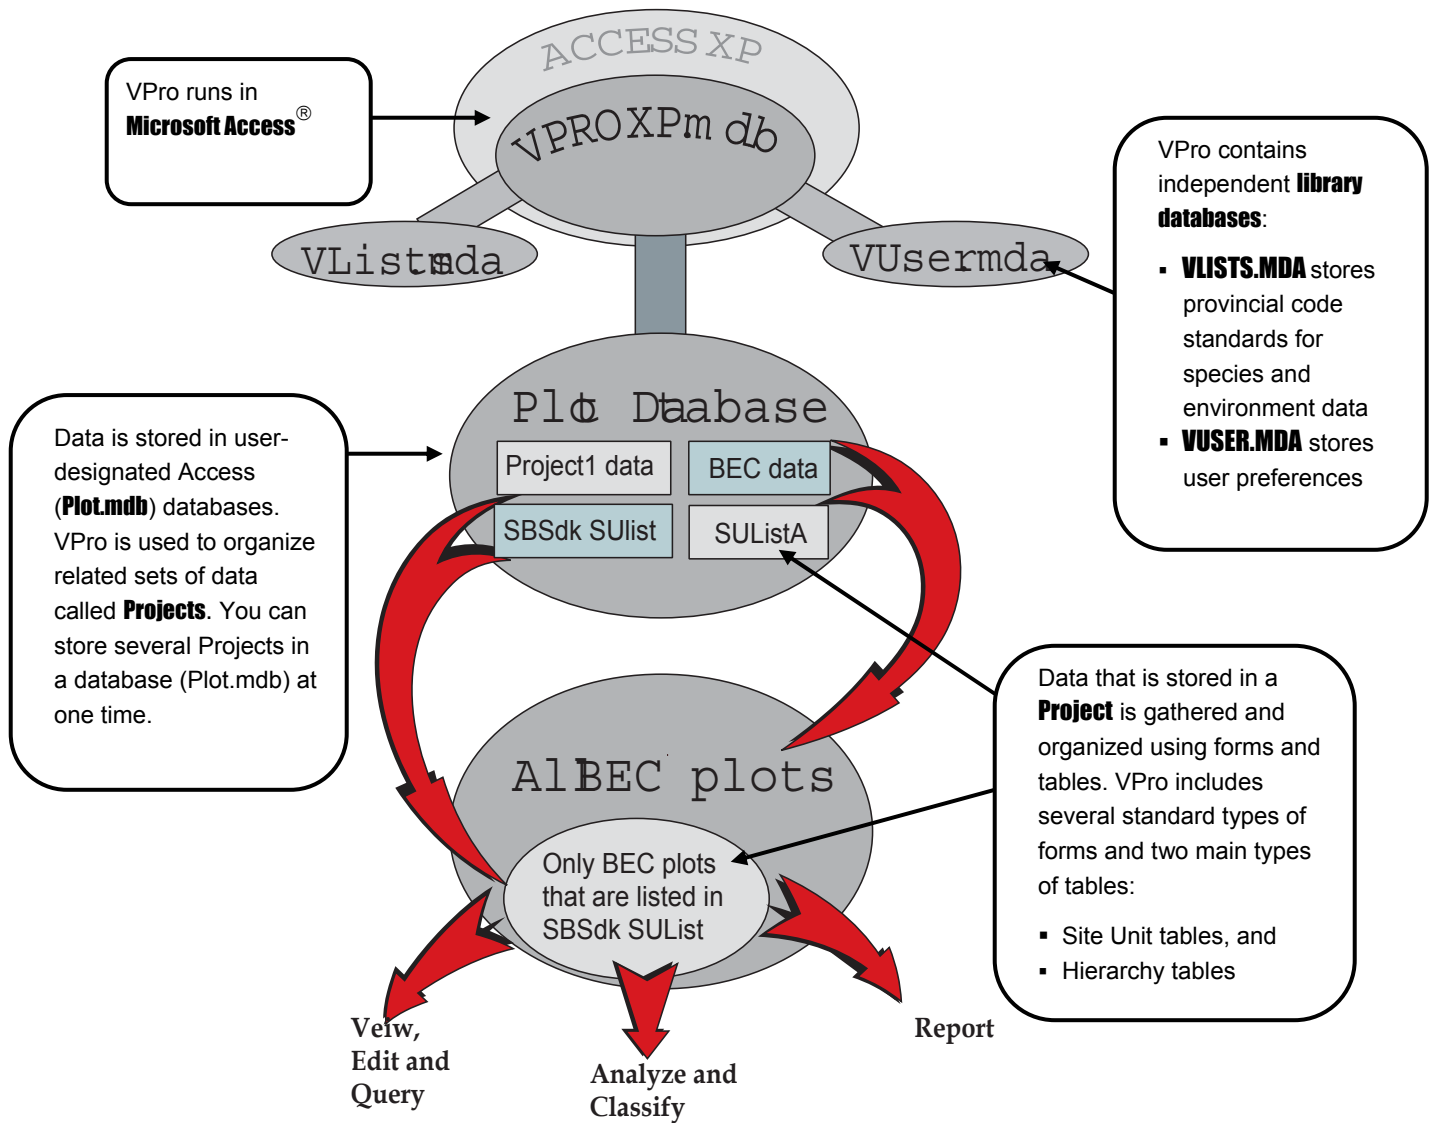 ACCESS XP
VPROXP.mdb
VPro runs in
Microsoft Access®
VLists.mda
VUser.mda
VPro contains
independent library
databases:
▪ VLISTS.MDA stores
provincial code
standards for
species and
environment data
▪ VUSER.MDA stores
user preferences
Plot Database
Project1 data
BEC data
SBSdk SUlist
SUListA
Data is stored in user-
designated Access
(Plot.mdb) databases.
VPro is used to organize
related sets of data
called Projects. You can
store several Projects in
a database (Plot.mdb) at
one time.
All BEC plots
Only BEC plots
that are listed in
SBSdk SUList
Data that is stored in a
Project is gathered and
organized using forms and
tables. VPro includes
several standard types of
forms and two main types
of tables:
▪ Site Unit tables, and
▪ Hierarchy tables
Veiw,
Edit and
Query
Analyze and
Classify
Report